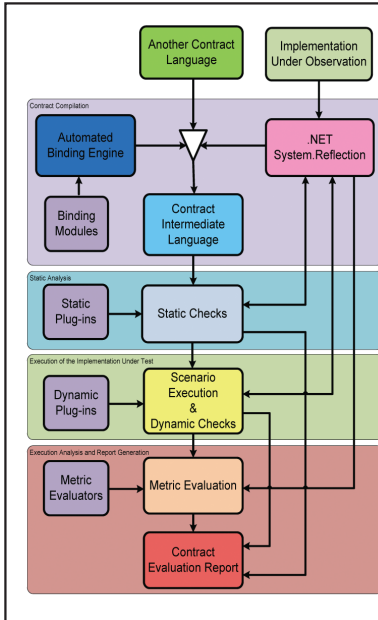 Another Contract
Language
Implementation
Under Observation
Contract Compilation
Automated
Binding Engine
.NET
System.Reflection
Binding
Modules
Contract
Intermediate
Language
Static Analysis
Static
Plug-ins
Static Checks
Execution of the Implementation Under Test
Dynamic
Plug-ins
Scenario
Execution
&
Dynamic Checks
Execution Analysis and Report Generation
Metric
Evaluators
Metric Evaluation
Contract
Evaluation Report